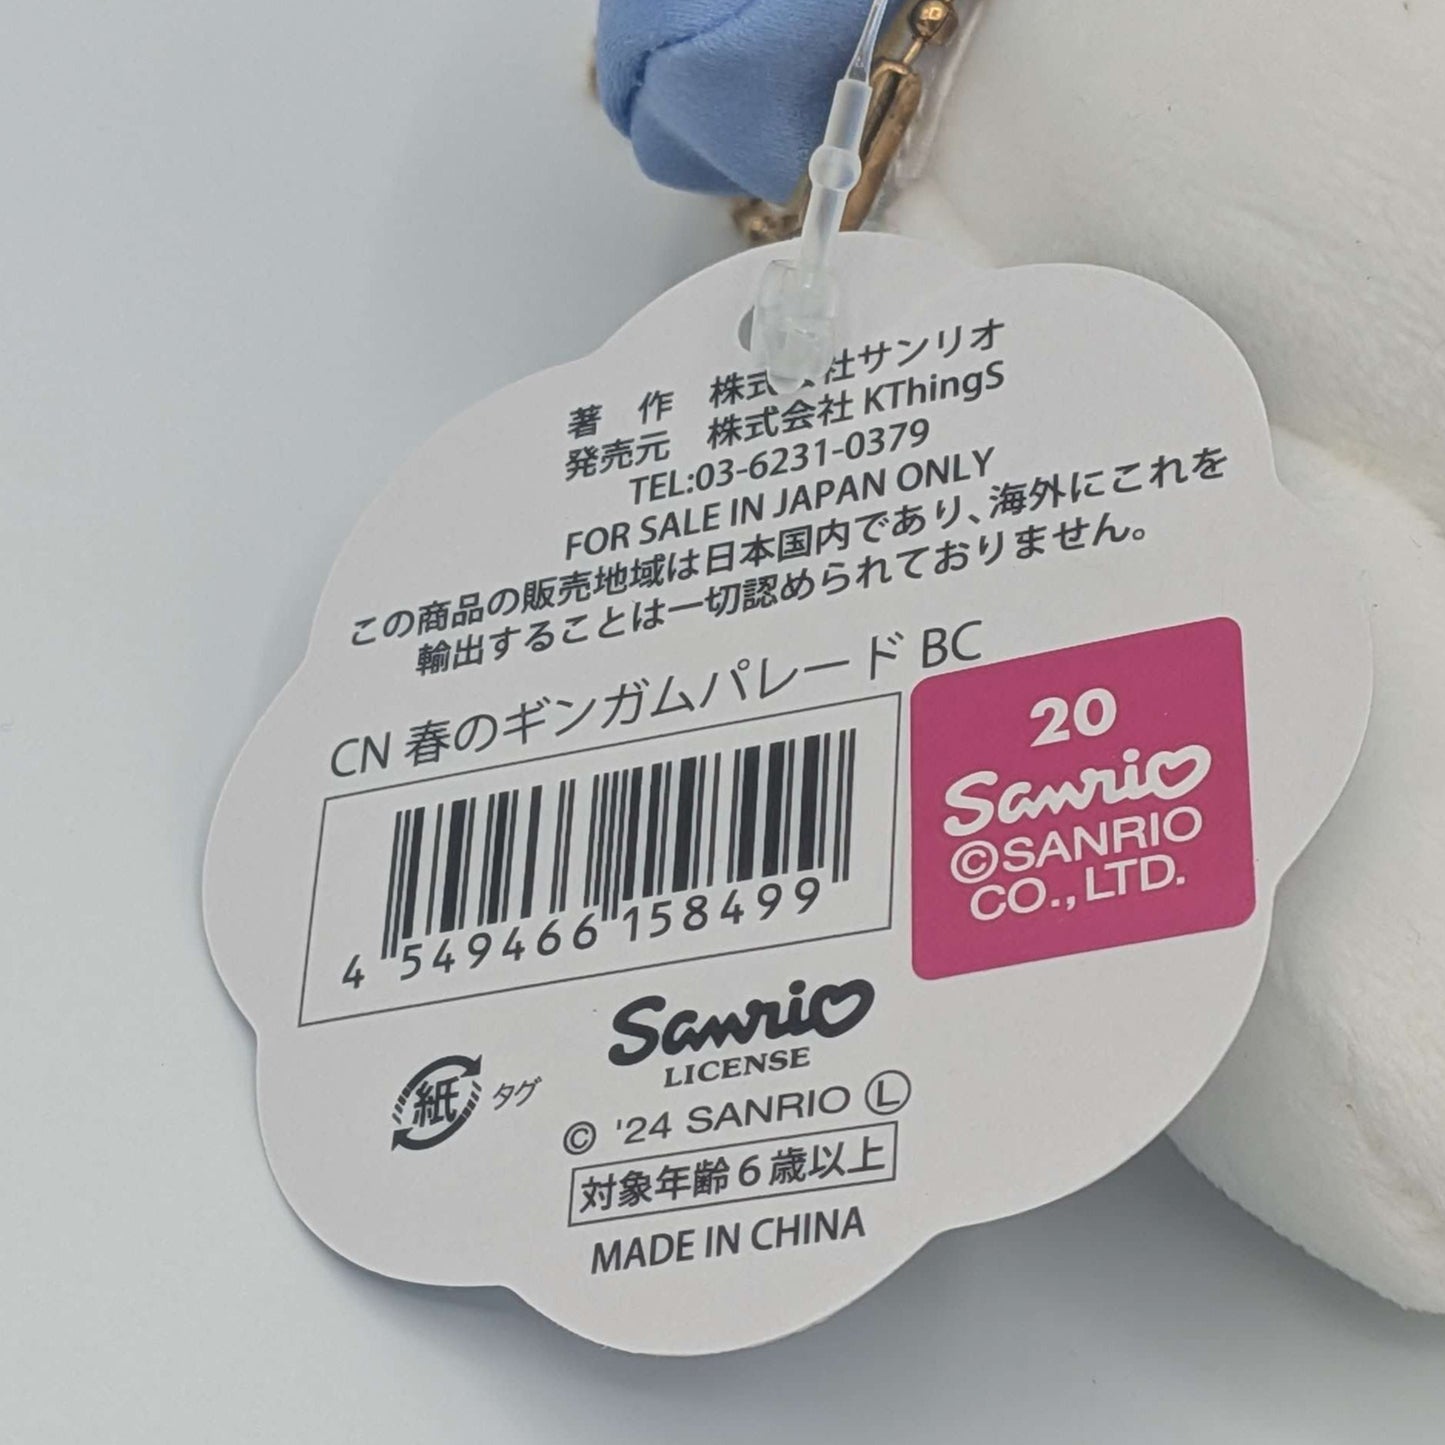 著　作　株式会社サンリオ
発売元　株式会社 KThingS
TEL:03-6231-0379
FOR SALE IN JAPAN ONLY
この商品の販売地域は日本国内であり、海外にこれを
輸出することは一切認められておりません。
CN 春のギンガムパレード BC
4 549466 158499
20
Sanrio
©SANRIO
CO.,LTD.
Sanrio
LICENSE
紙 タグ
© '24 SANRIO Ⓛ
対象年齢 6 歳以上
MADE IN CHINA